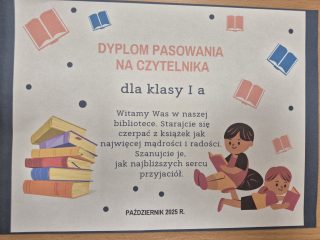 DYPLOM PASOWANIA
NA CZYTELNIKA
dla klasy I a
Witamy Was w naszej
bibliotece. Starajcie się
czerpać z książek jak
najwięcej mądrości i radości.
Szanujcie je,
jak najbliższych sercu
przyjaciół.
PAŹDZIERNIK 2025 R.